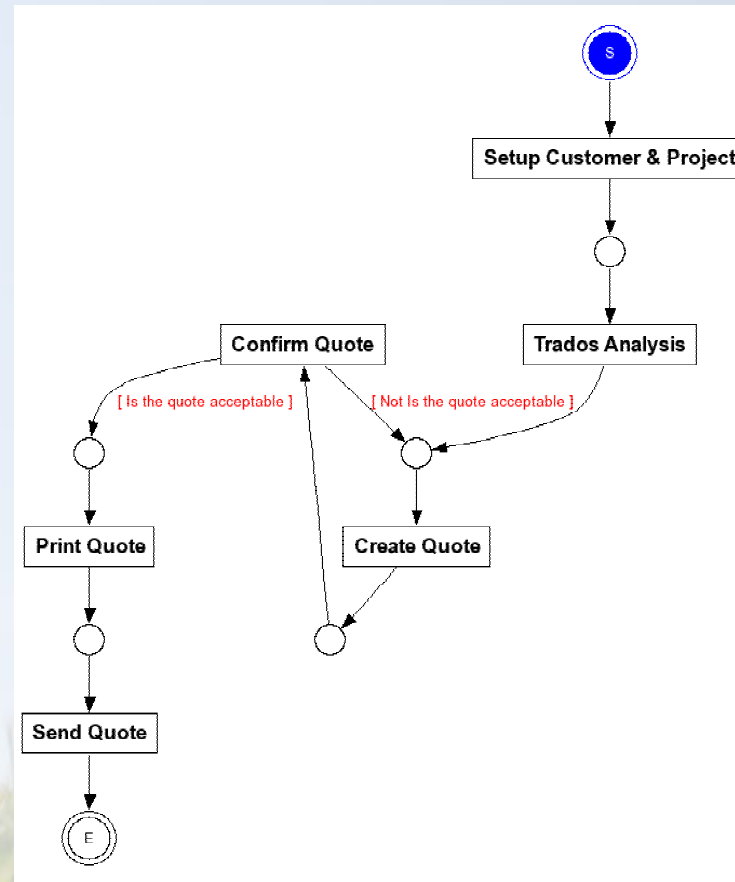 S
Setup Customer & Project
Confirm Quote
Trados Analysis
[ Is the quote acceptable ]
[ Not Is the quote acceptable ]
Print Quote
Create Quote
Send Quote
E